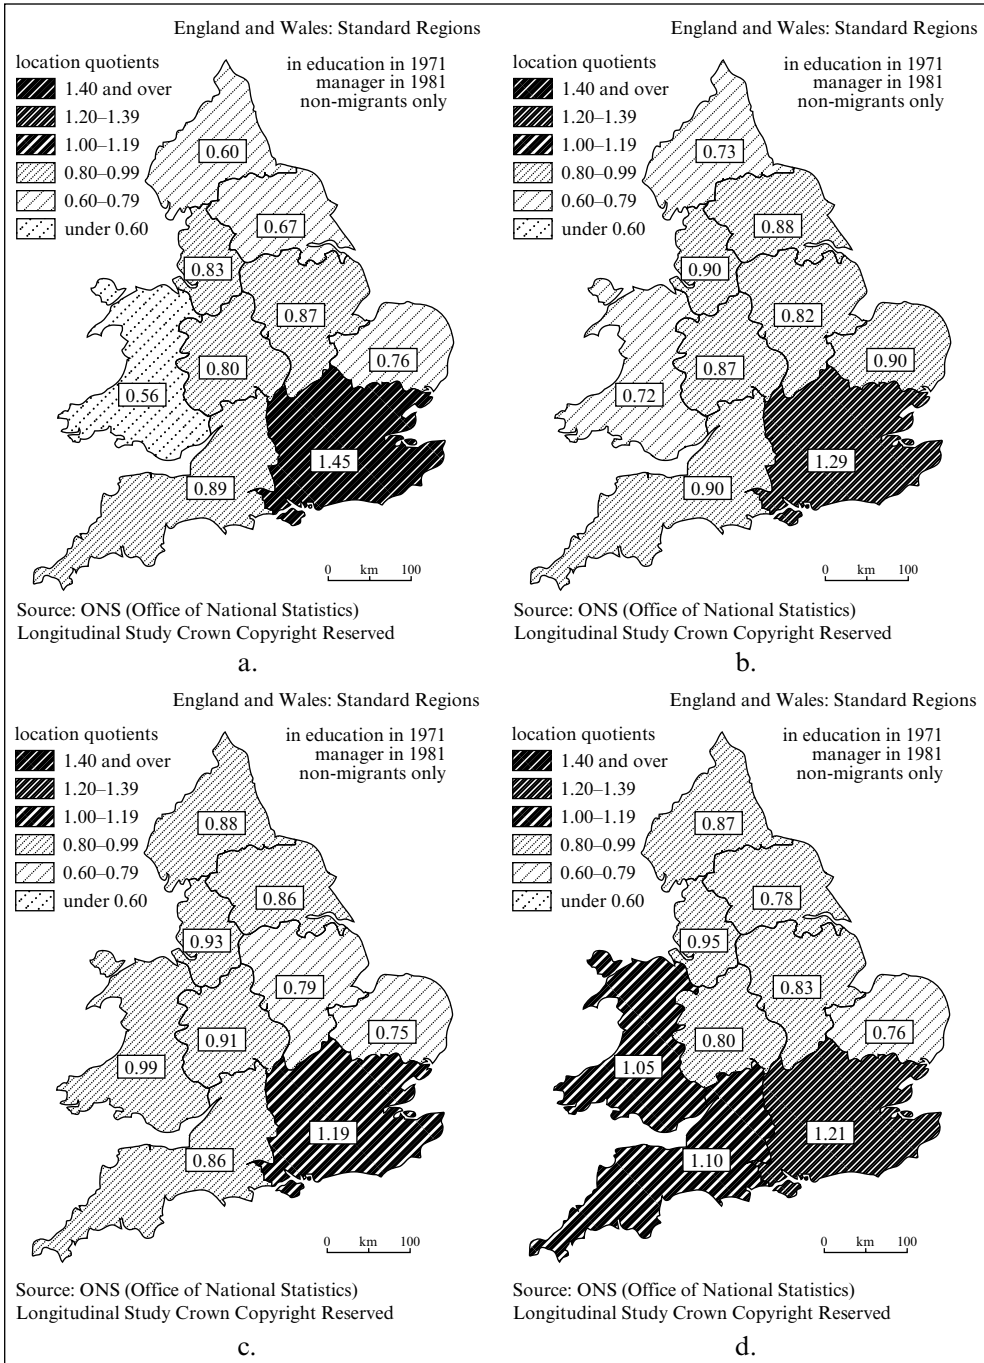 England and Wales: Standard Regions
location quotients
1.40 and over
1.20–1.39
1.00–1.19
0.80–0.99
0.60–0.79
under 0.60
in education in 1971
manager in 1981
non-migrants only
0.60
0.67
0.83
0.87
0.76
0.80
0.56
1.45
0.89
0 km 100
Source: ONS (Office of National Statistics)
Longitudinal Study Crown Copyright Reserved
a.
England and Wales: Standard Regions
location quotients
1.40 and over
1.20–1.39
1.00–1.19
0.80–0.99
0.60–0.79
under 0.60
in education in 1971
manager in 1981
non-migrants only
0.73
0.88
0.90
0.82
0.90
0.87
0.72
1.29
0.90
0 km 100
Source: ONS (Office of National Statistics)
Longitudinal Study Crown Copyright Reserved
b.
England and Wales: Standard Regions
location quotients
1.40 and over
1.20–1.39
1.00–1.19
0.80–0.99
0.60–0.79
under 0.60
in education in 1971
manager in 1981
non-migrants only
0.88
0.86
0.93
0.79
0.75
0.91
0.99
1.19
0.86
0 km 100
Source: ONS (Office of National Statistics)
Longitudinal Study Crown Copyright Reserved
c.
England and Wales: Standard Regions
location quotients
1.40 and over
1.20–1.39
1.00–1.19
0.80–0.99
0.60–0.79
under 0.60
in education in 1971
manager in 1981
non-migrants only
0.87
0.78
0.95
0.83
0.76
0.80
1.05
1.21
1.10
0 km 100
Source: ONS (Office of National Statistics)
Longitudinal Study Crown Copyright Reserved
d.